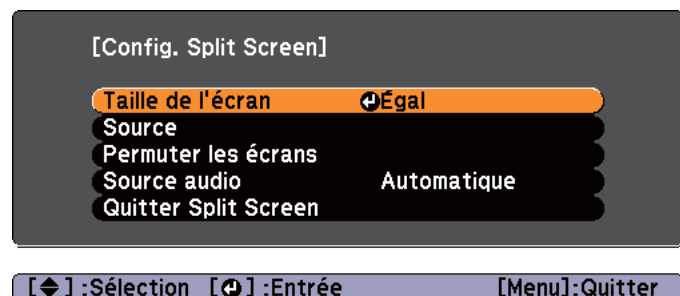 [Config. Split Screen]
Taille de l'écran Égal
Source
Permuter les écrans
Source audio Automatique
Quitter Split Screen
[ ] :Sélection [ ] :Entrée [Menu]:Quitter